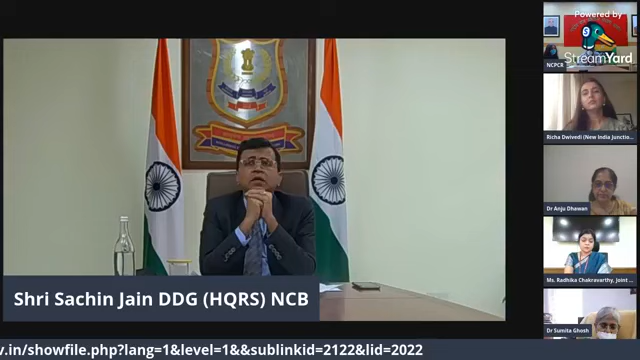 Powered by
StreamYard
NCPCR
Richa Dwivedi (New India Junctio...
Dr Anju Dhawan
Ms. Radhika Chakravarthy, Joint ...
Dr Sumita Ghosh
Shri Sachin Jain DDG (HQRS) NCB
v.in/showfile.php?lang=1&level=1&&sublinkid=2122&lid=2022